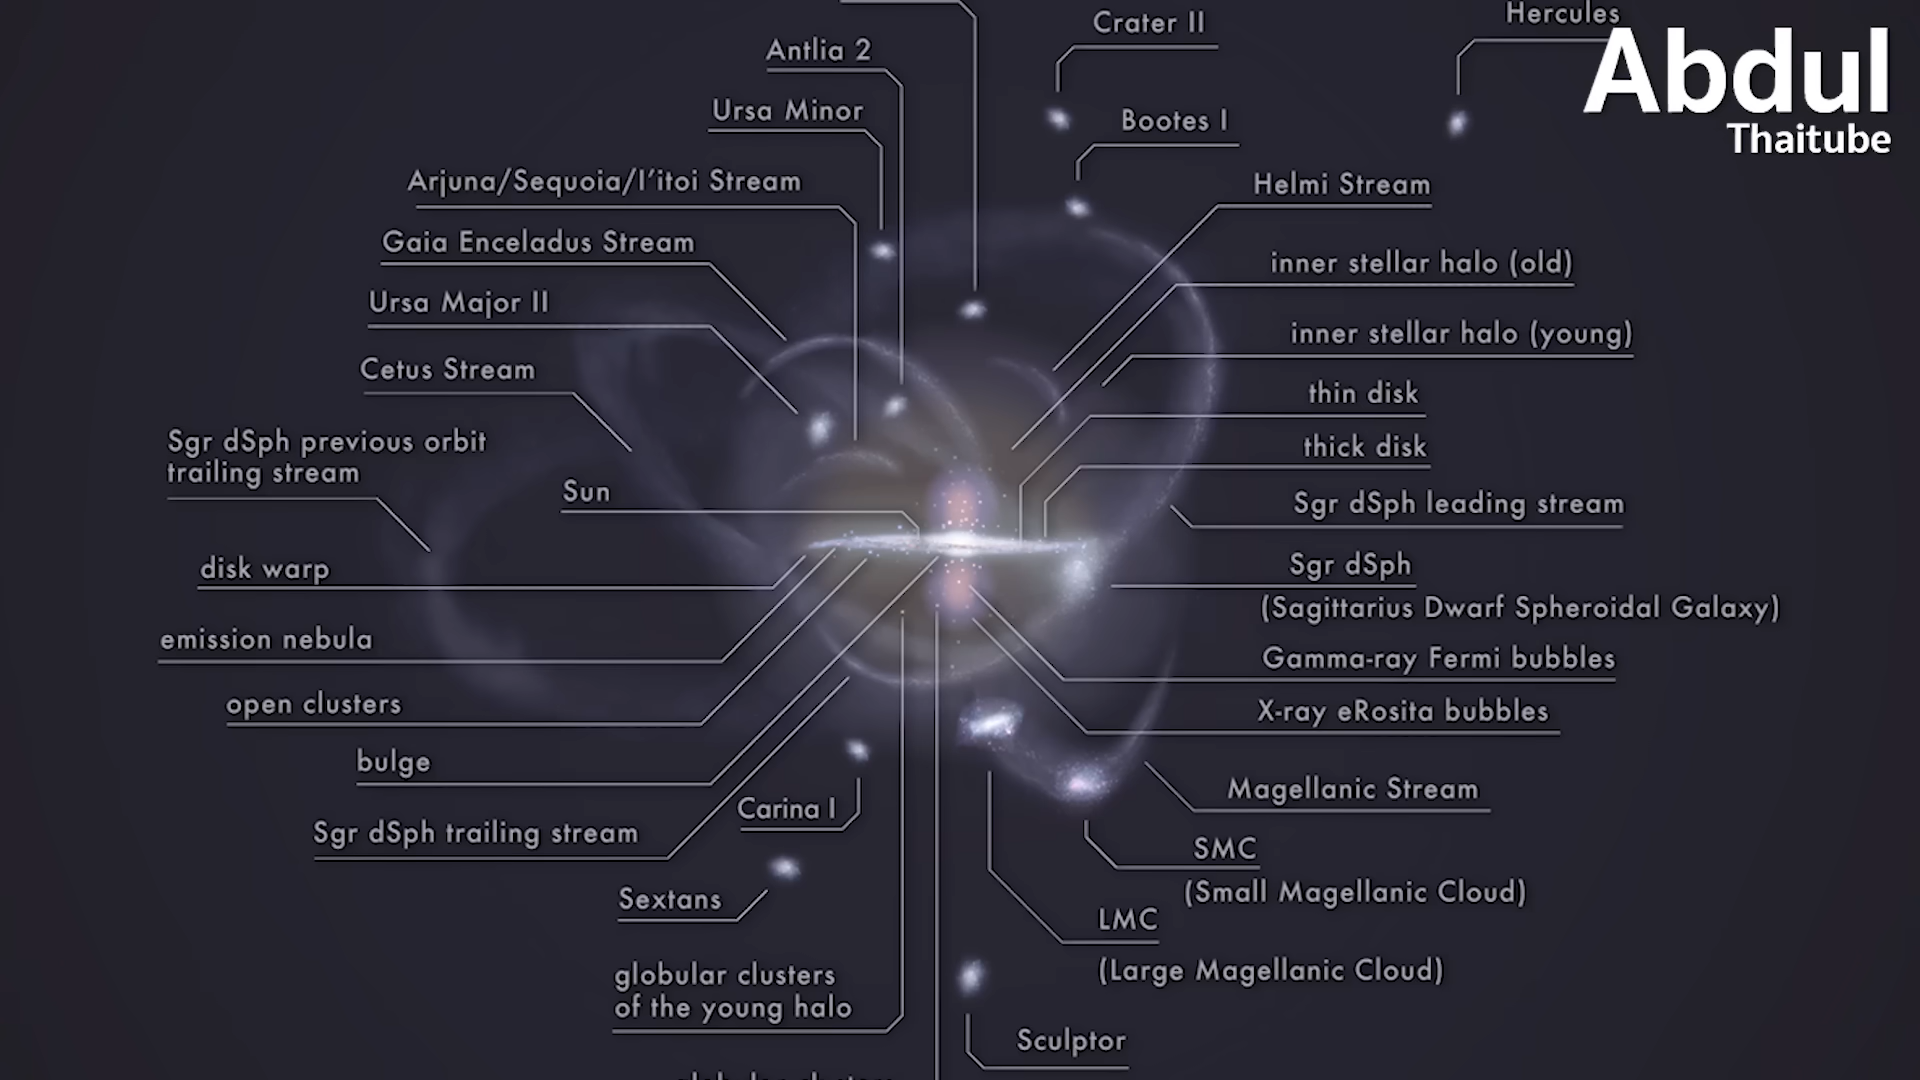 Hercules
Crater II
Abdul
Thaitube
Antlia 2
Ursa Minor
Bootes I
Arjuna/Sequoia/I'itoi Stream
Helmi Stream
Gaia Enceladus Stream
inner stellar halo (old)
Ursa Major II
inner stellar halo (young)
Cetus Stream
thin disk
Sgr dSph previous orbit
trailing stream
thick disk
Sun
Sgr dSph leading stream
disk warp
Sgr dSph
(Sagittarius Dwarf Spheroidal Galaxy)
emission nebula
Gamma-ray Fermi bubbles
open clusters
X-ray eRosita bubbles
bulge
Magellanic Stream
Carina I
Sgr dSph trailing stream
SMC
(Small Magellanic Cloud)
Sextans
LMC
(Large Magellanic Cloud)
globular clusters
of the young halo
Sculptor